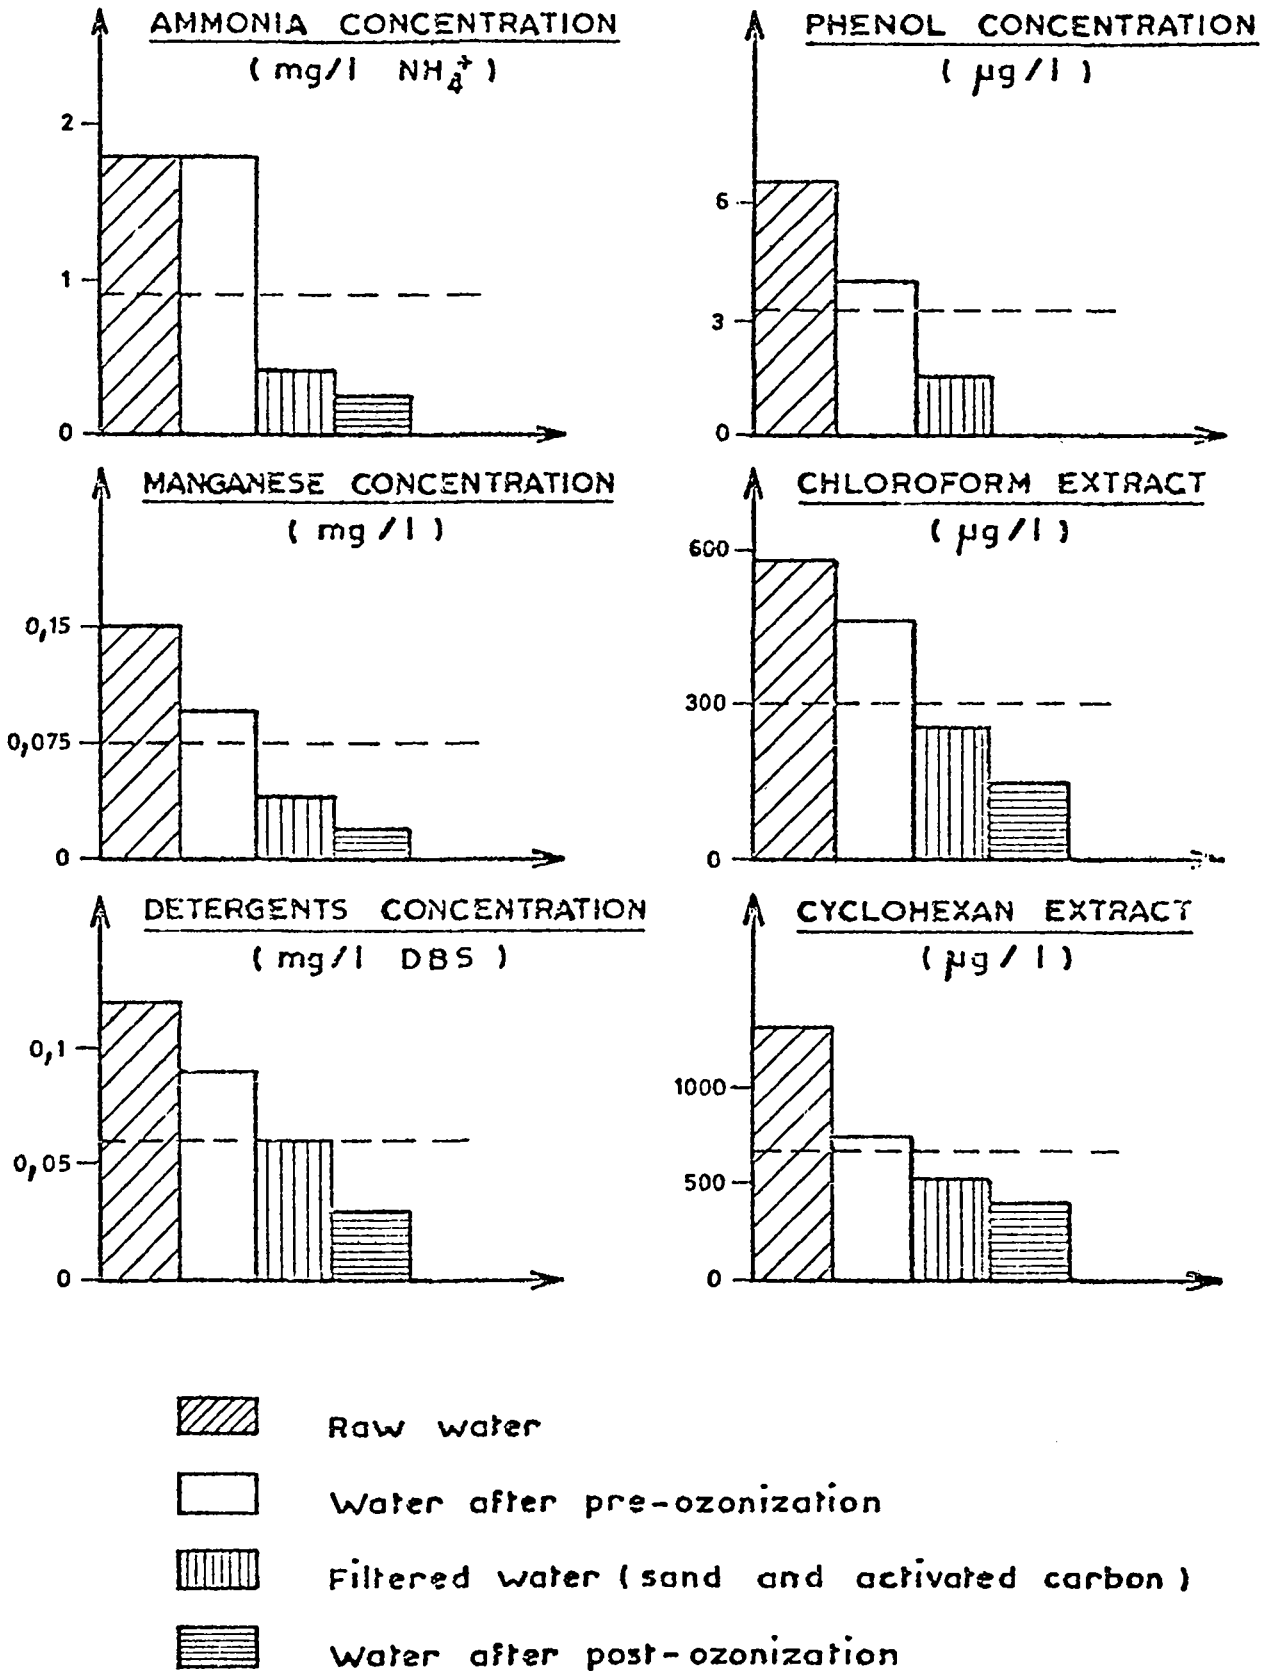 AMMONIA CONCENTRATION
( mg/l NH4+ )
2
1
0
PHENOL CONCENTRATION
( µg/l )
6
3
0
MANGANESE CONCENTRATION
( mg/l )
0,15
0,075
0
CHLOROFORM EXTRACT
( µg/l )
600
300
0
DETERGENTS CONCENTRATION
( mg/l DBS )
0,1
0,05
0
CYCLOHEXAN EXTRACT
( µg/l )
1000
500
0
Raw water
Water after pre-ozonization
Filtered water ( sand and activated carbon )
Water after post-ozonization